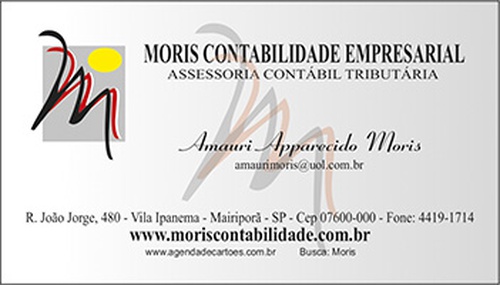 MORIS CONTABILIDADE EMPRESARIAL
ASSESSORIA CONTÁBIL TRIBUTÁRIA
Amauri Apparecido Moris
amaurimoris@uol.com.br
R. João Jorge, 480 - Vila Ipanema - Mairiporã - SP - Cep 07600-000 - Fone: 4419-1714
www.moriscontabilidade.com.br
www.agendadecartoes.com.br Busca: Moris